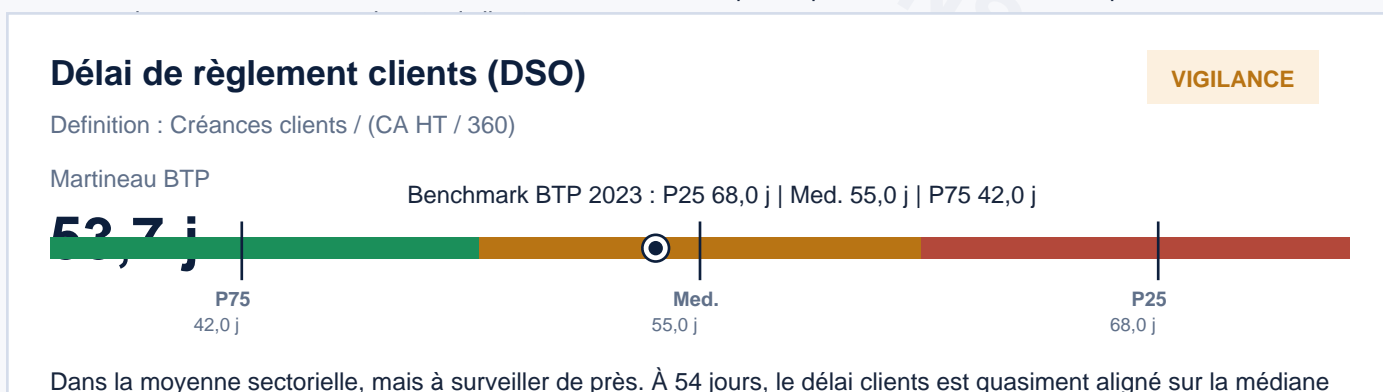 Délai de règlement clients (DSO)
VIGILANCE
Definition : Créances clients / (CA HT / 360)
Martineau BTP
Benchmark BTP 2023 : P25 68,0 j | Med. 55,0 j | P75 42,0 j
53,7 j
P75
Med.
P25
42,0 j
55,0 j
68,0 j
Dans la moyenne sectorielle, mais à surveiller de près. À 54 jours, le délai clients est quasiment aligné sur la médiane